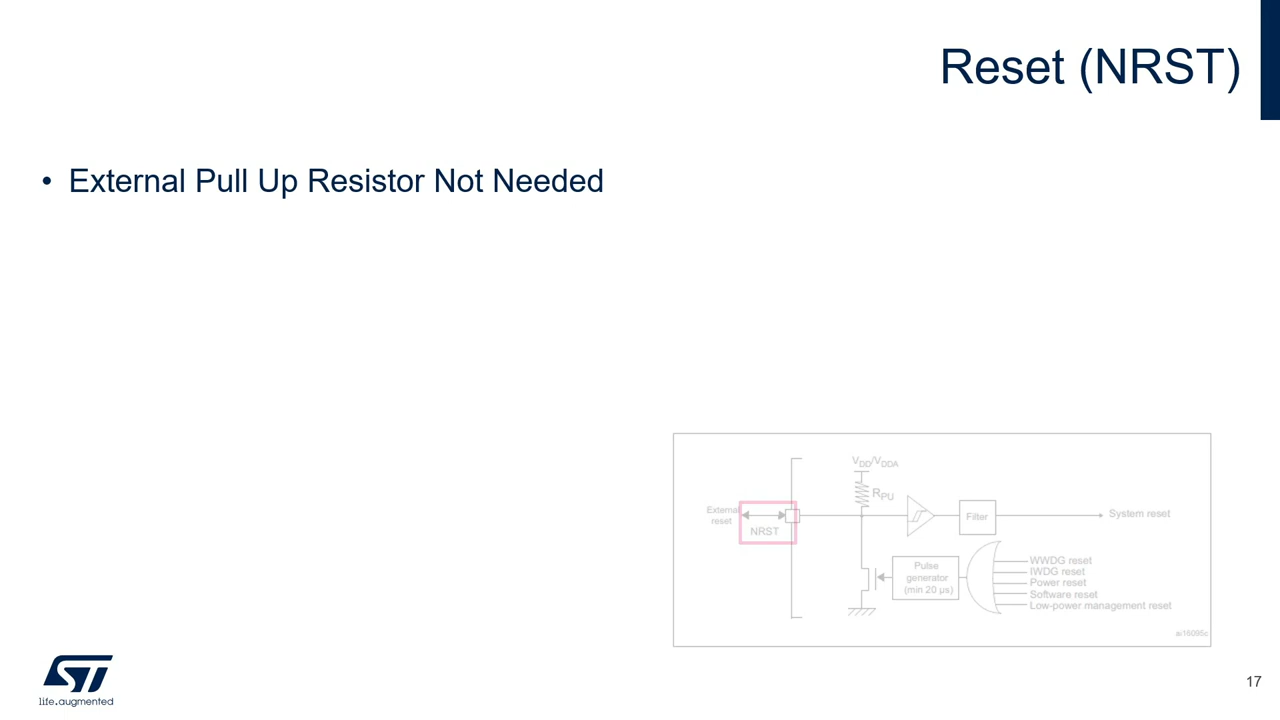 Reset (NRST)
• External Pull Up Resistor Not Needed
VDD/VDDA
RPU
External
reset
NRST
Filter
System reset
Pulse
generator
(min 20 µs)
WWDG reset
IWDG reset
Power reset
Software reset
Low-power management reset
ai16095c
ST
life.augmented
17